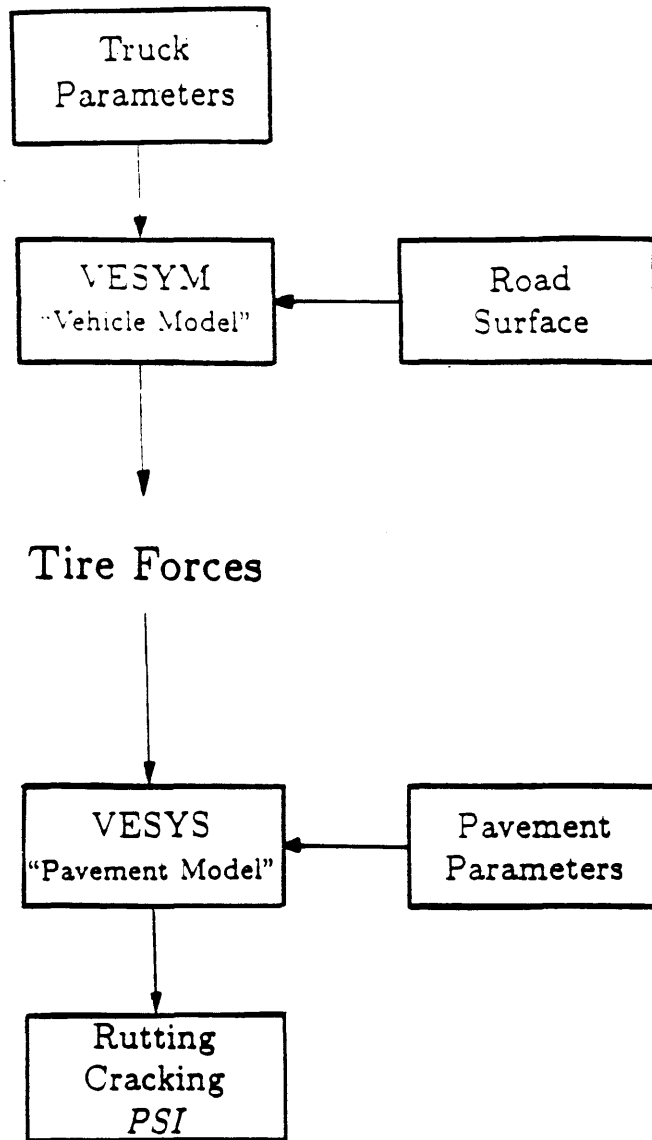 Truck
Parameters
VESYM
"Vehicle Model"
Road
Surface
Tire Forces
VESYS
"Pavement Model"
Pavement
Parameters
Rutting
Cracking
PSI